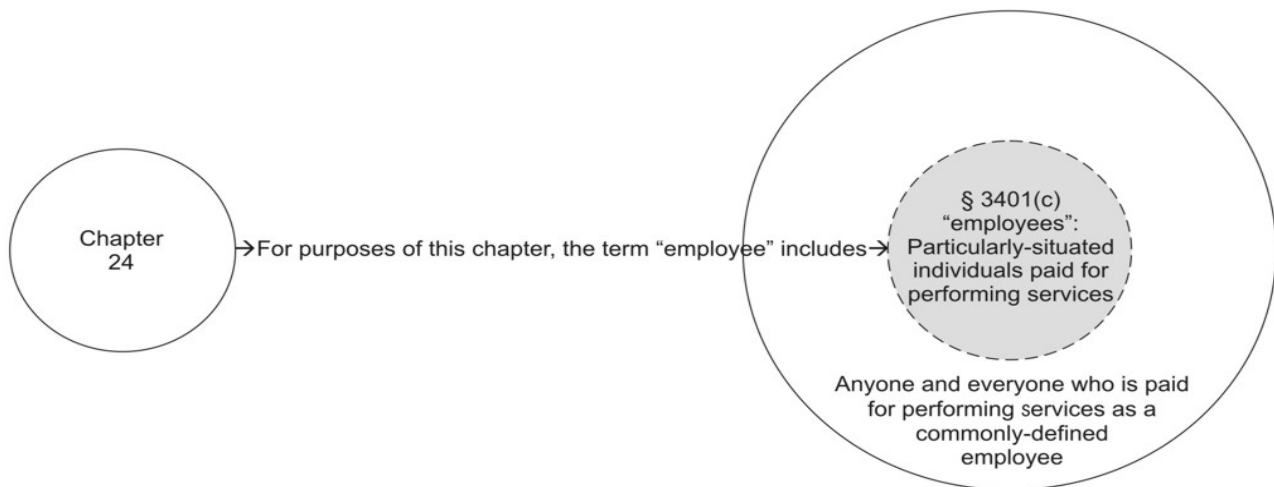 Chapter
24
→For purposes of this chapter, the term “employee” includes→
§ 3401(c)
“employees”:
Particularly-situated
individuals paid for
performing services
Anyone and everyone who is paid
for performing services as a
commonly-defined
employee